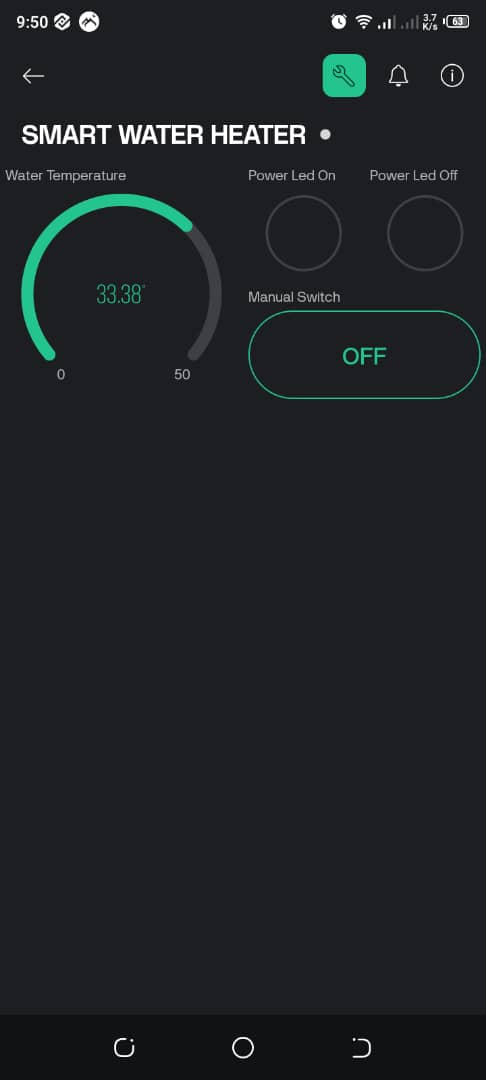 9:50 3.7 K/s 63
SMART WATER HEATER
Water Temperature
33.38°
0 50
Power Led On Power Led Off
Manual Switch
OFF